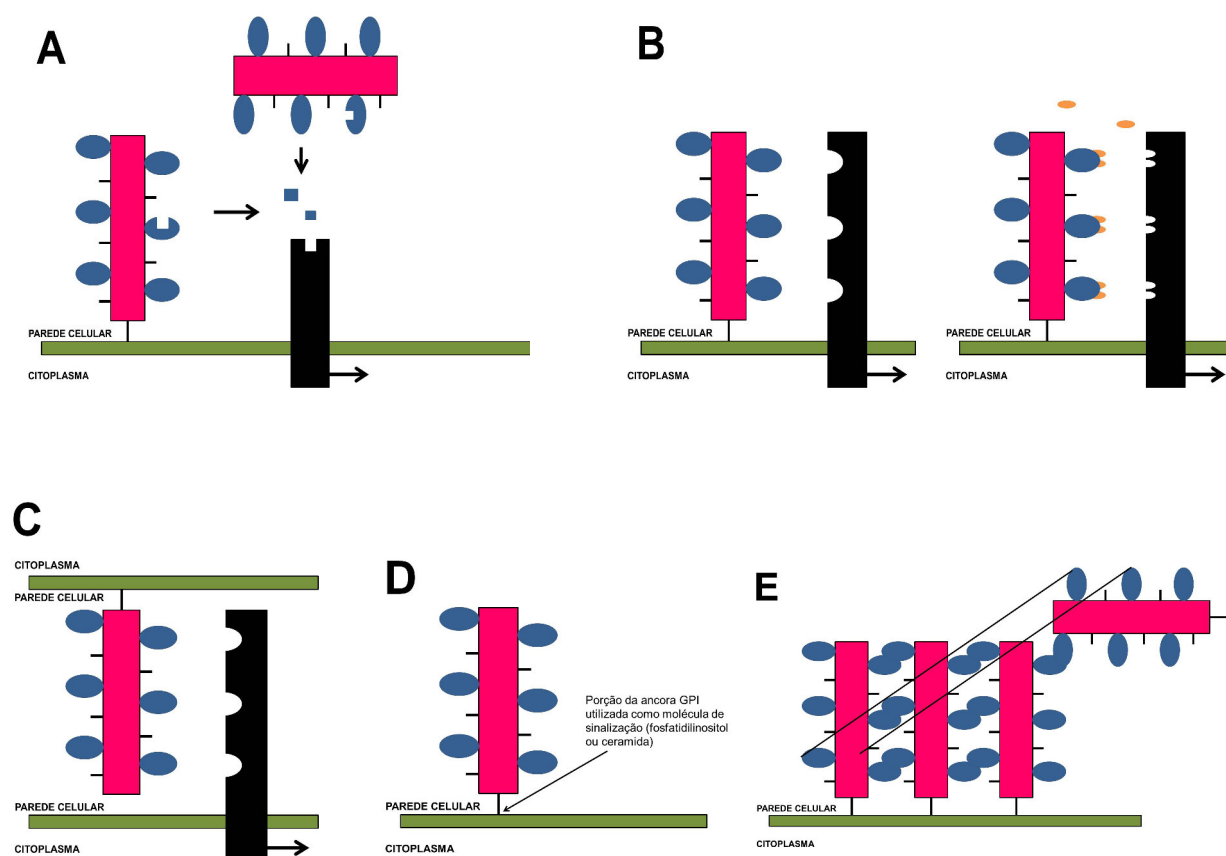 A
PAREDE CELULAR
CITOPLASMA
B
PAREDE CELULAR
CITOPLASMA
PAREDE CELULAR
CITOPLASMA
C
CITOPLASMA
PAREDE CELULAR
PAREDE CELULAR
CITOPLASMA
D
Porção da ancora GPI
utilizada como molécula de
sinalização (fosfatidilinositol
ou ceramida)
PAREDE CELULAR
CITOPLASMA
E
PAREDE CELULAR
CITOPLASMA